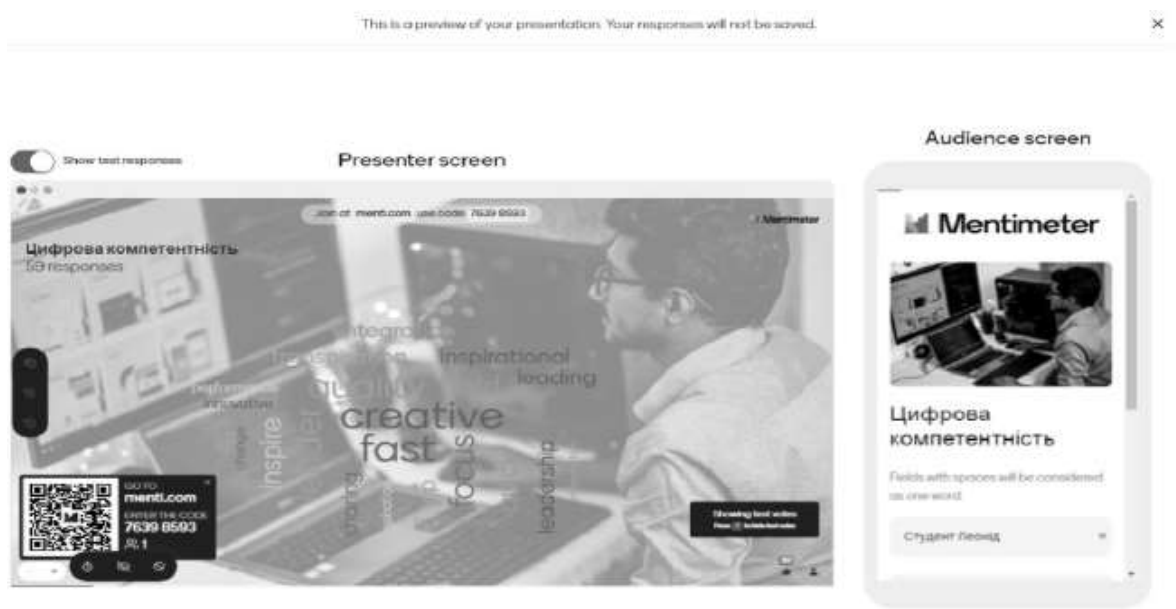 This is a preview of your presentation. Your responses will not be saved.
Show test responses
Presenter screen
Audience screen
Join at menti.com use code 7639 8593
Mentimeter
Цифрова компетентність
59 responses
Inspirational
quality
leading
innovative
creative
Inspire
fast
focus
sharing
leadership
GO TO
menti.com
ENTER THE CODE
7639 8593
1
Showing test votes
Mentimeter
Цифрова
компетентність
Fields with spaces will be considered
as one word.
Студент Леонід